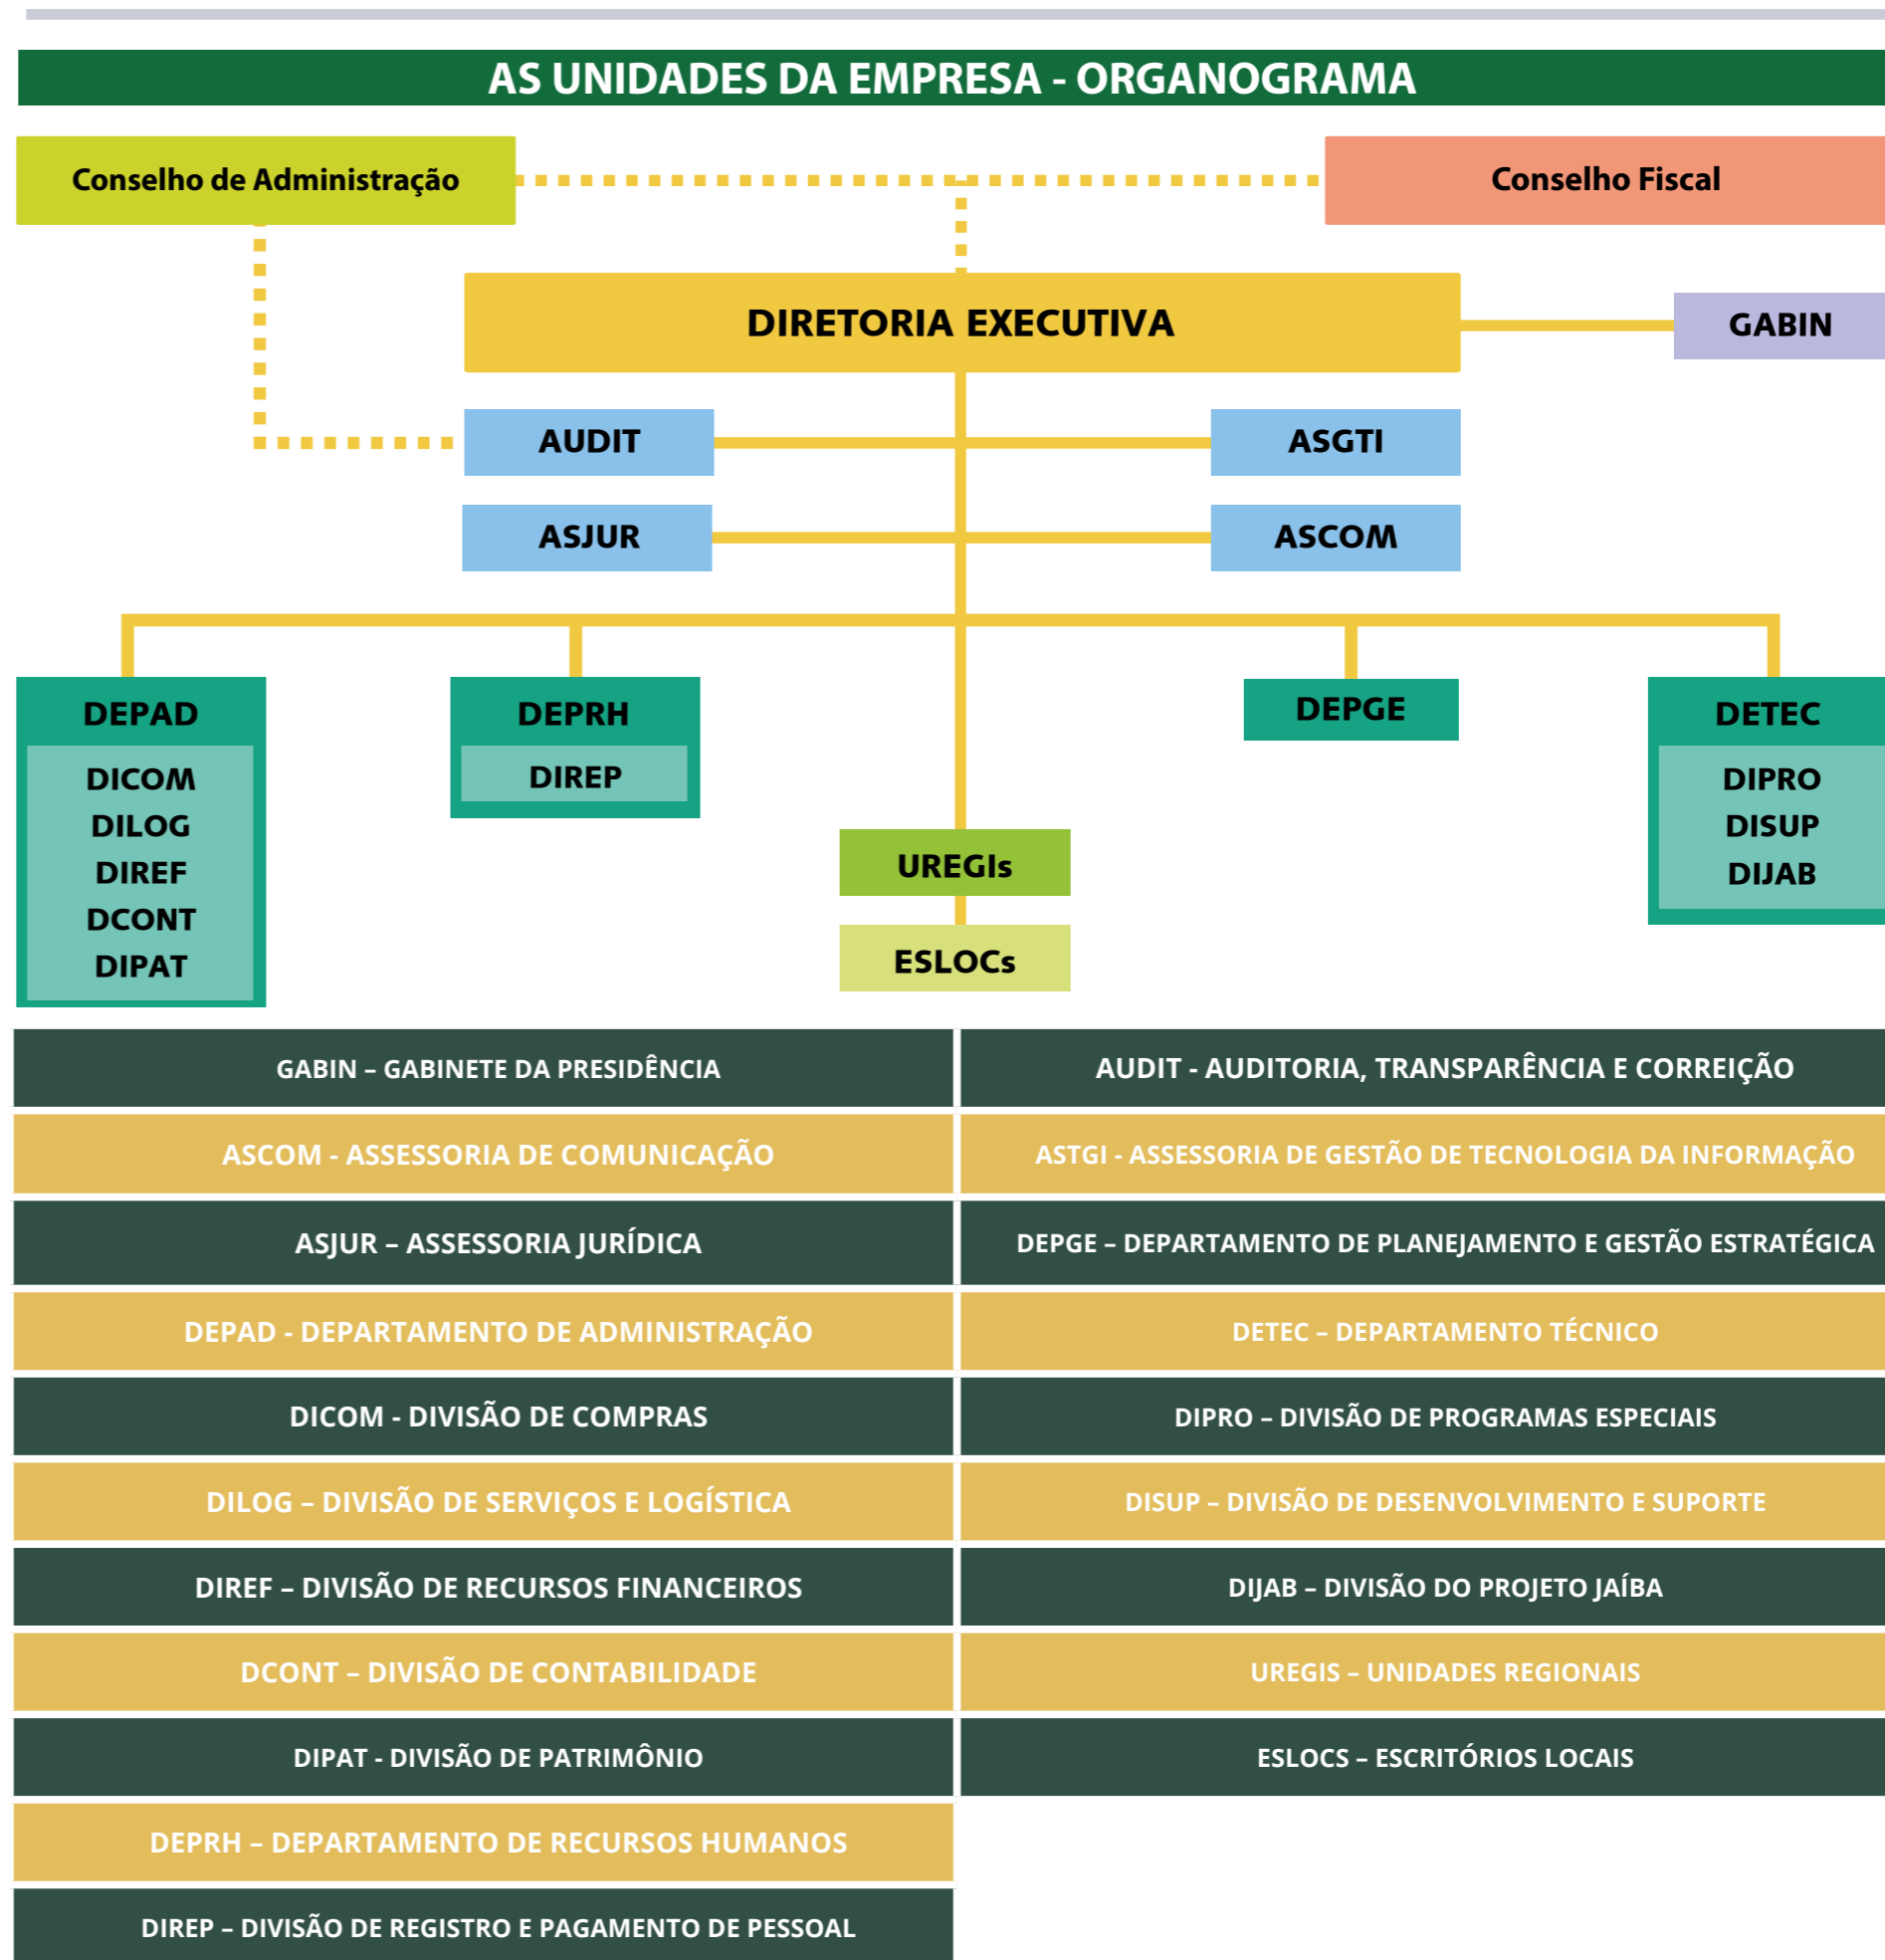 AS UNIDADES DA EMPRESA - ORGANOGRAMA
Conselho de Administração
Conselho Fiscal
DIRETORIA EXECUTIVA
GABIN
AUDIT
ASGTI
ASJUR
ASCOM
DEPAD
DICOM
DILOG
DIREF
DCONT
DIPAT
DEPRH
DIREP
DEPGE
DETEC
DIPRO
DISUP
DIJAB
UREGIs
ESLOCs
GABIN – GABINETE DA PRESIDÊNCIA
AUDIT - AUDITORIA, TRANSPARÊNCIA E CORREIÇÃO
ASCOM - ASSESSORIA DE COMUNICAÇÃO
ASTGI - ASSESSORIA DE GESTÃO DE TECNOLOGIA DA INFORMAÇÃO
ASJUR – ASSESSORIA JURÍDICA
DEPGE – DEPARTAMENTO DE PLANEJAMENTO E GESTÃO ESTRATÉGICA
DEPAD - DEPARTAMENTO DE ADMINISTRAÇÃO
DETEC – DEPARTAMENTO TÉCNICO
DICOM - DIVISÃO DE COMPRAS
DIPRO – DIVISÃO DE PROGRAMAS ESPECIAIS
DILOG – DIVISÃO DE SERVIÇOS E LOGÍSTICA
DISUP – DIVISÃO DE DESENVOLVIMENTO E SUPORTE
DIREF – DIVISÃO DE RECURSOS FINANCEIROS
DIJAB – DIVISÃO DO PROJETO JAÍBA
DCONT – DIVISÃO DE CONTABILIDADE
UREGIS – UNIDADES REGIONAIS
DIPAT - DIVISÃO DE PATRIMÔNIO
ESLOCS – ESCRITÓRIOS LOCAIS
DEPRH – DEPARTAMENTO DE RECURSOS HUMANOS
DIREP – DIVISÃO DE REGISTRO E PAGAMENTO DE PESSOAL